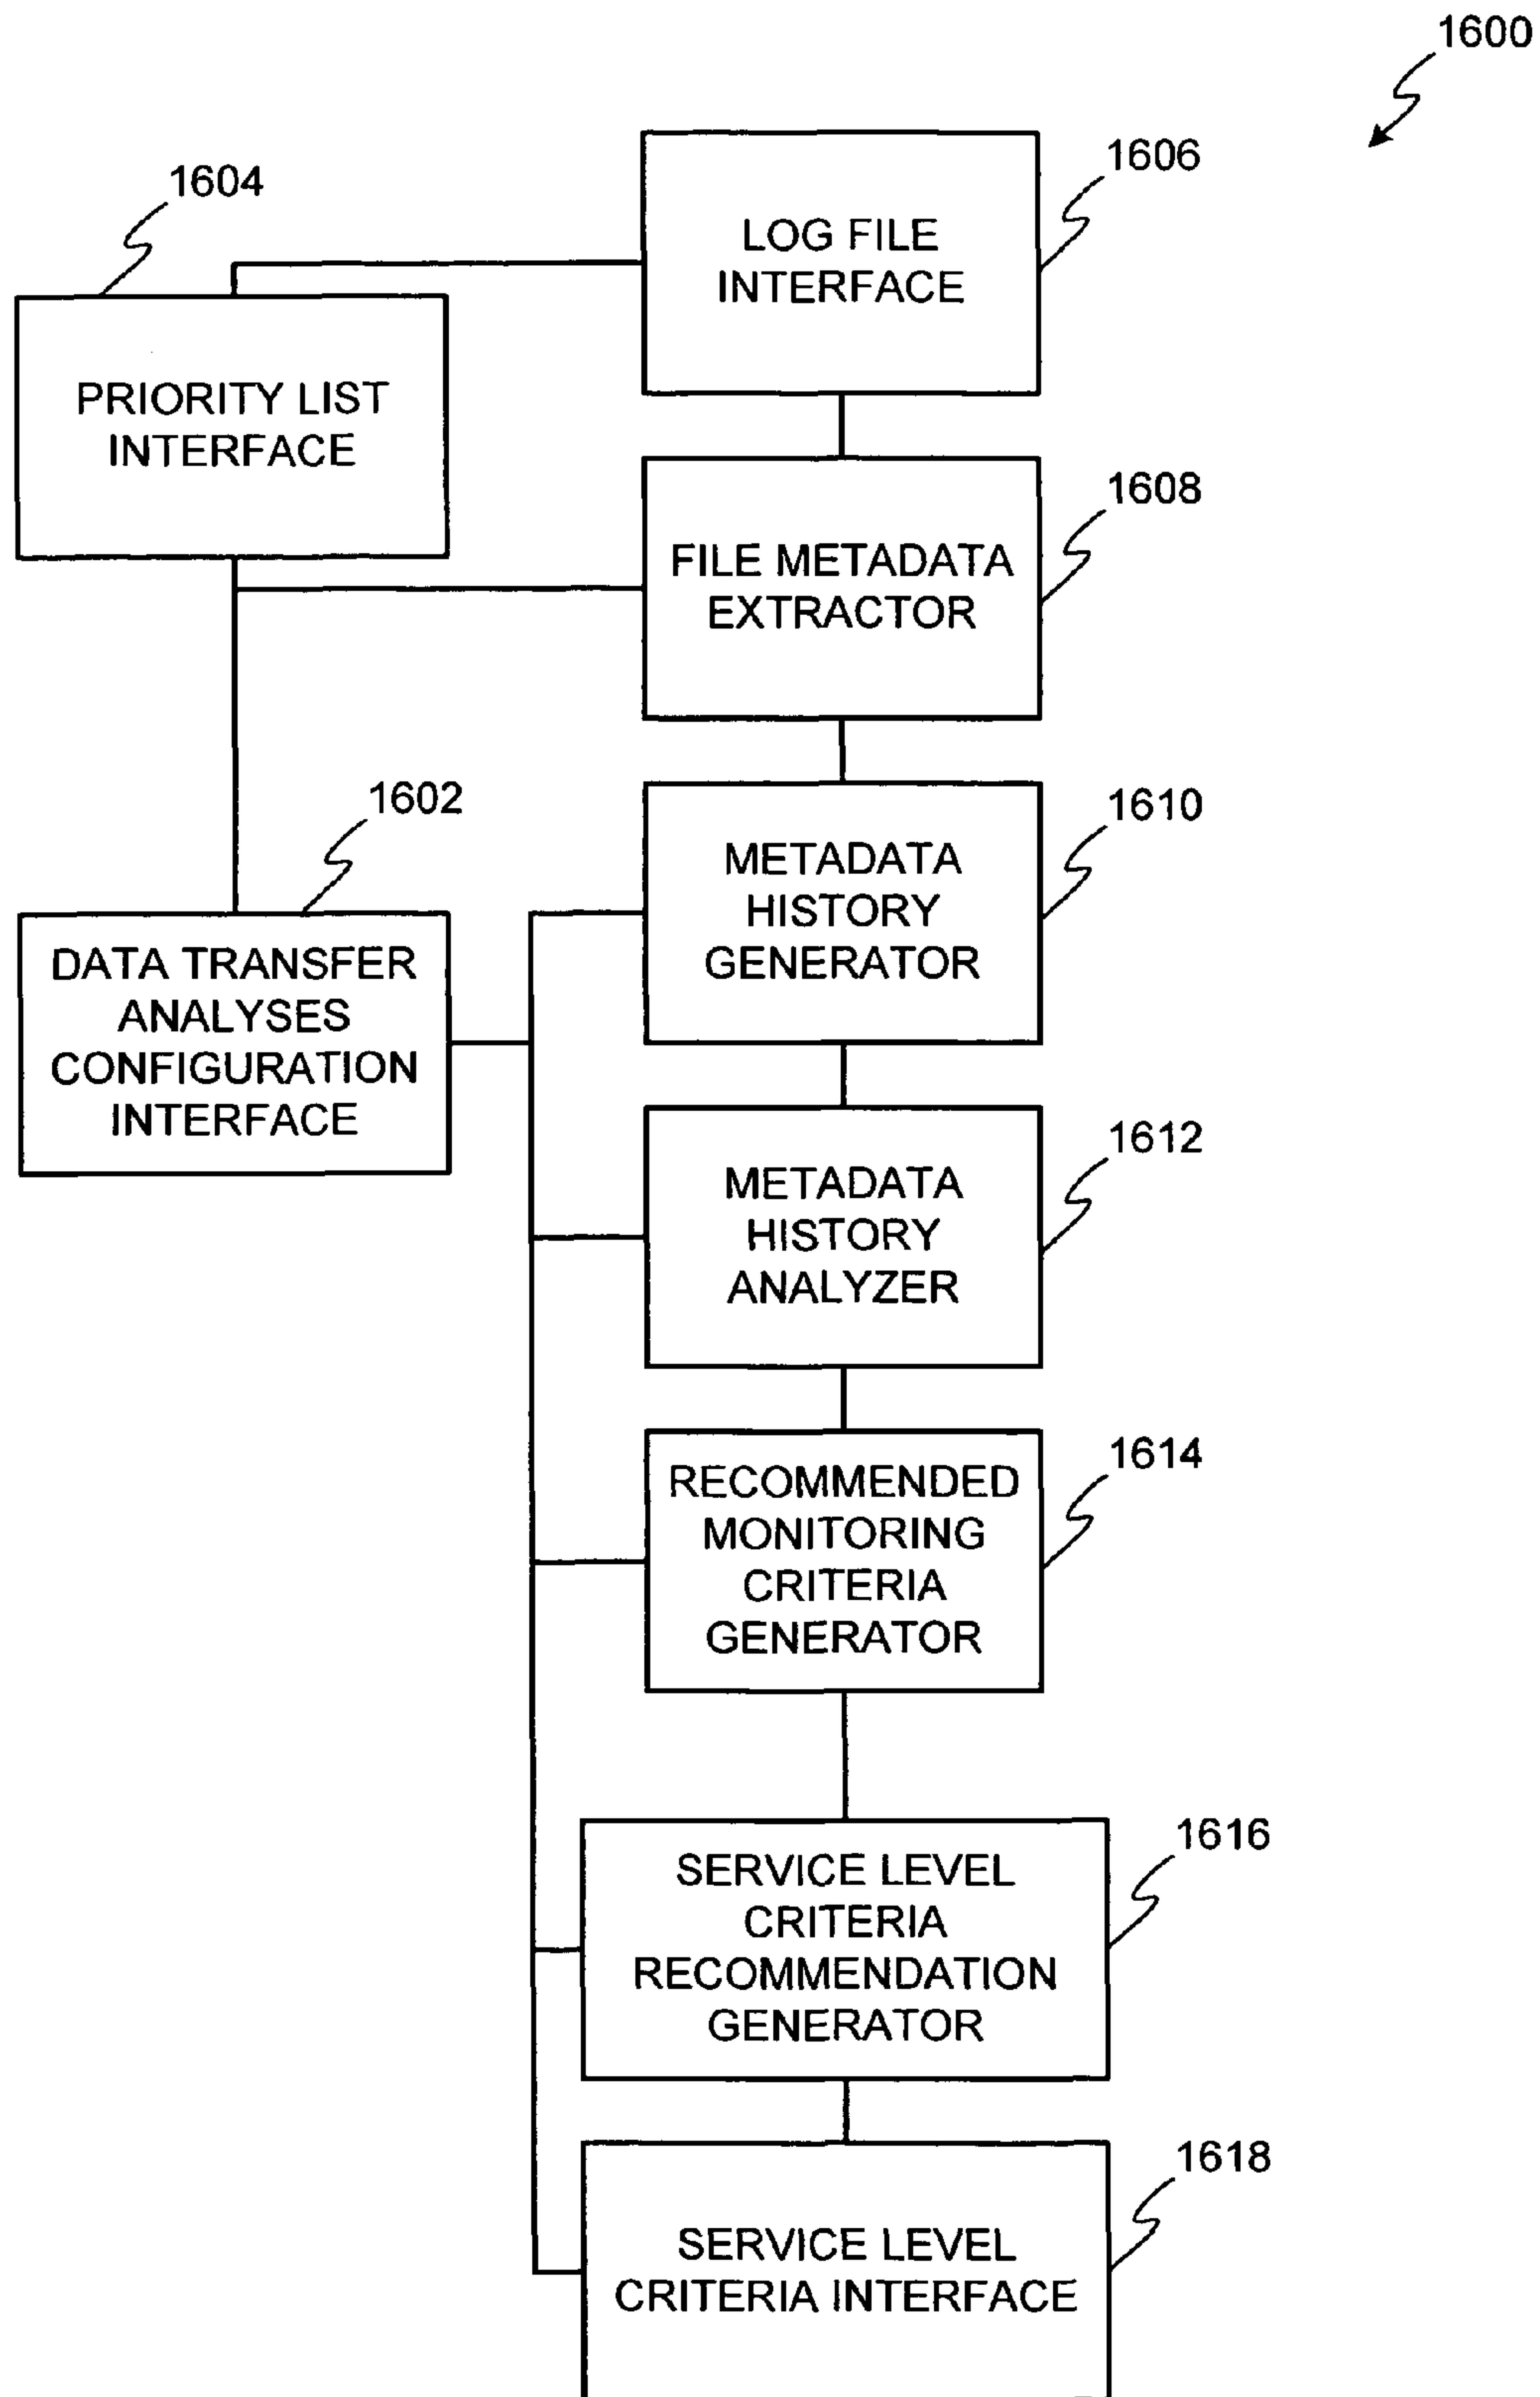 1600
1606
1604
LOG FILE
INTERFACE
PRIORITY LIST
INTERFACE
1608
FILE METADATA
EXTRACTOR
1602
1610
METADATA
HISTORY
GENERATOR
DATA TRANSFER
ANALYSES
CONFIGURATION
INTERFACE
1612
METADATA
HISTORY
ANALYZER
1614
RECOMMENDED
MONITORING
CRITERIA
GENERATOR
1616
SERVICE LEVEL
CRITERIA
RECOMMENDATION
GENERATOR
1618
SERVICE LEVEL
CRITERIA INTERFACE